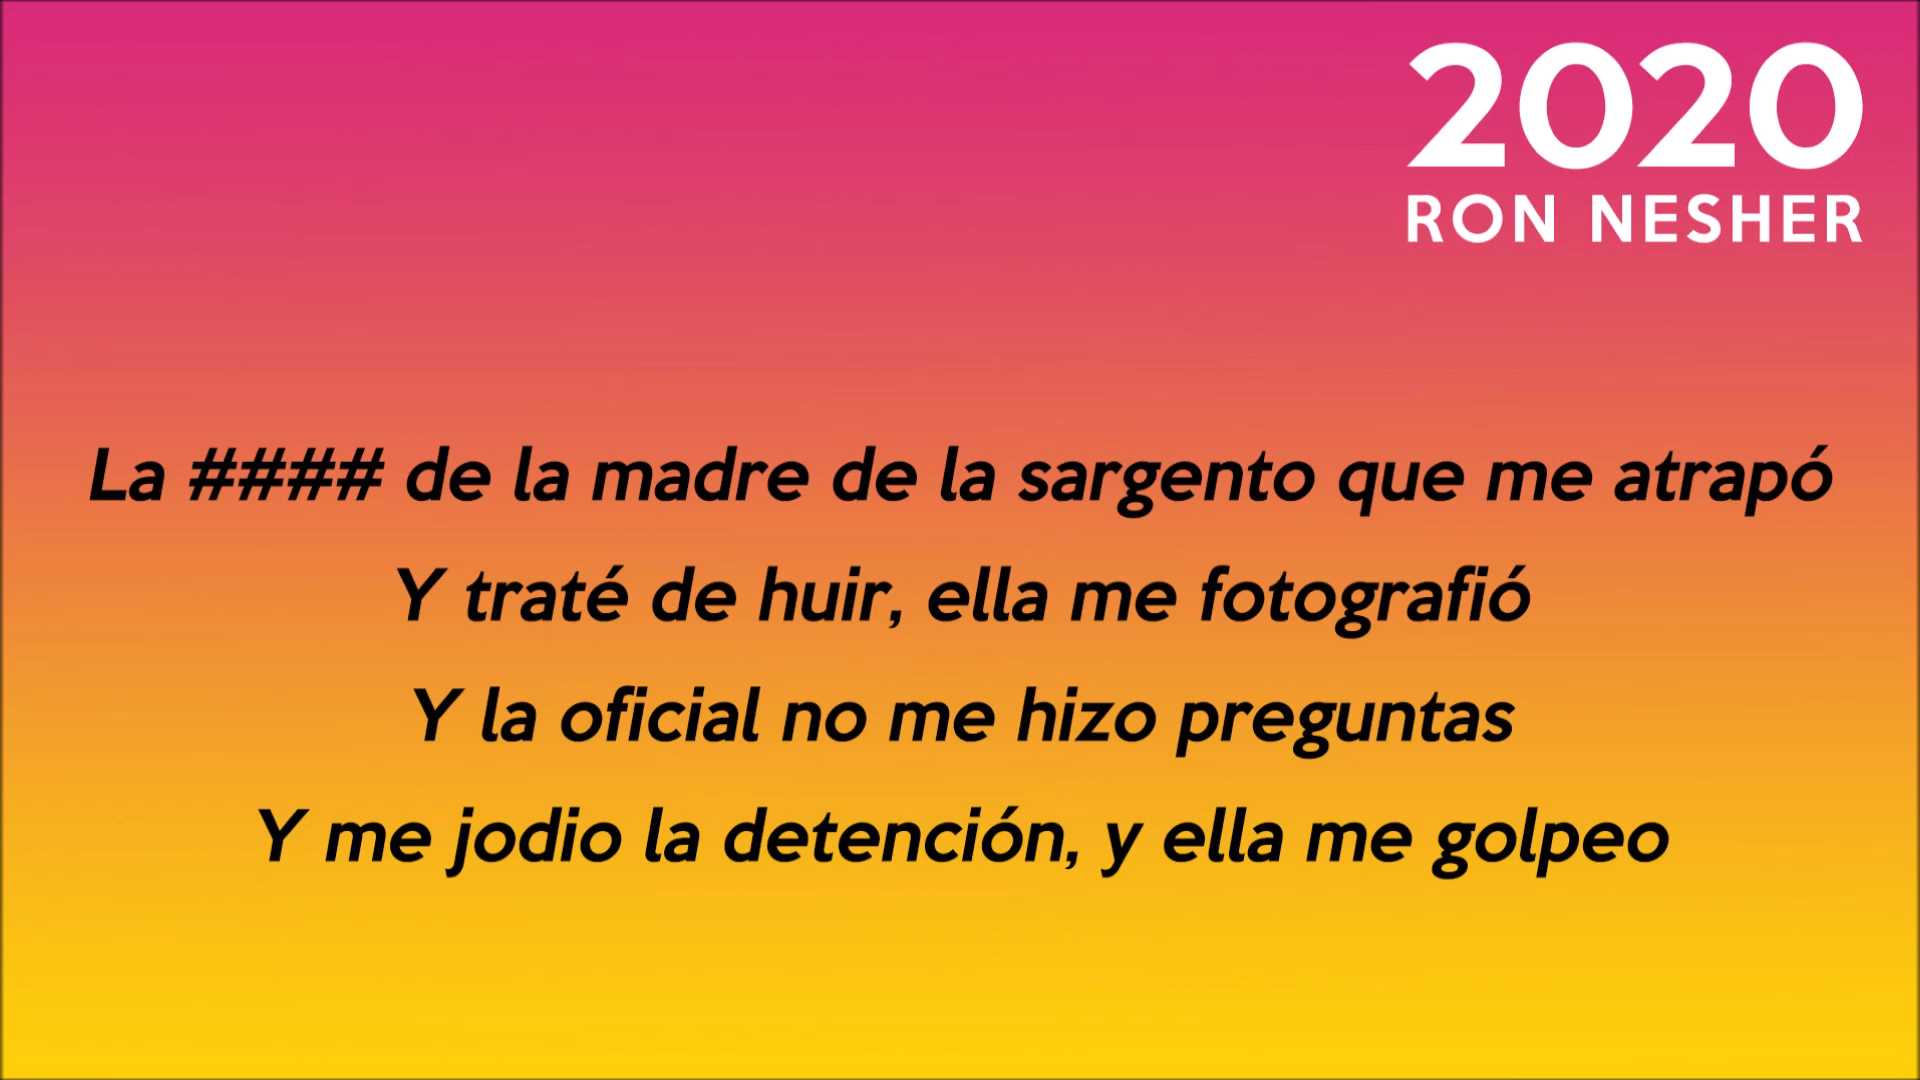 2020
RON NESHER
La #### de la madre de la sargento que me atrapó
Y traté de huir, ella me fotografió
Y la oficial no me hizo preguntas
Y me jodio la detención, y ella me golpeo